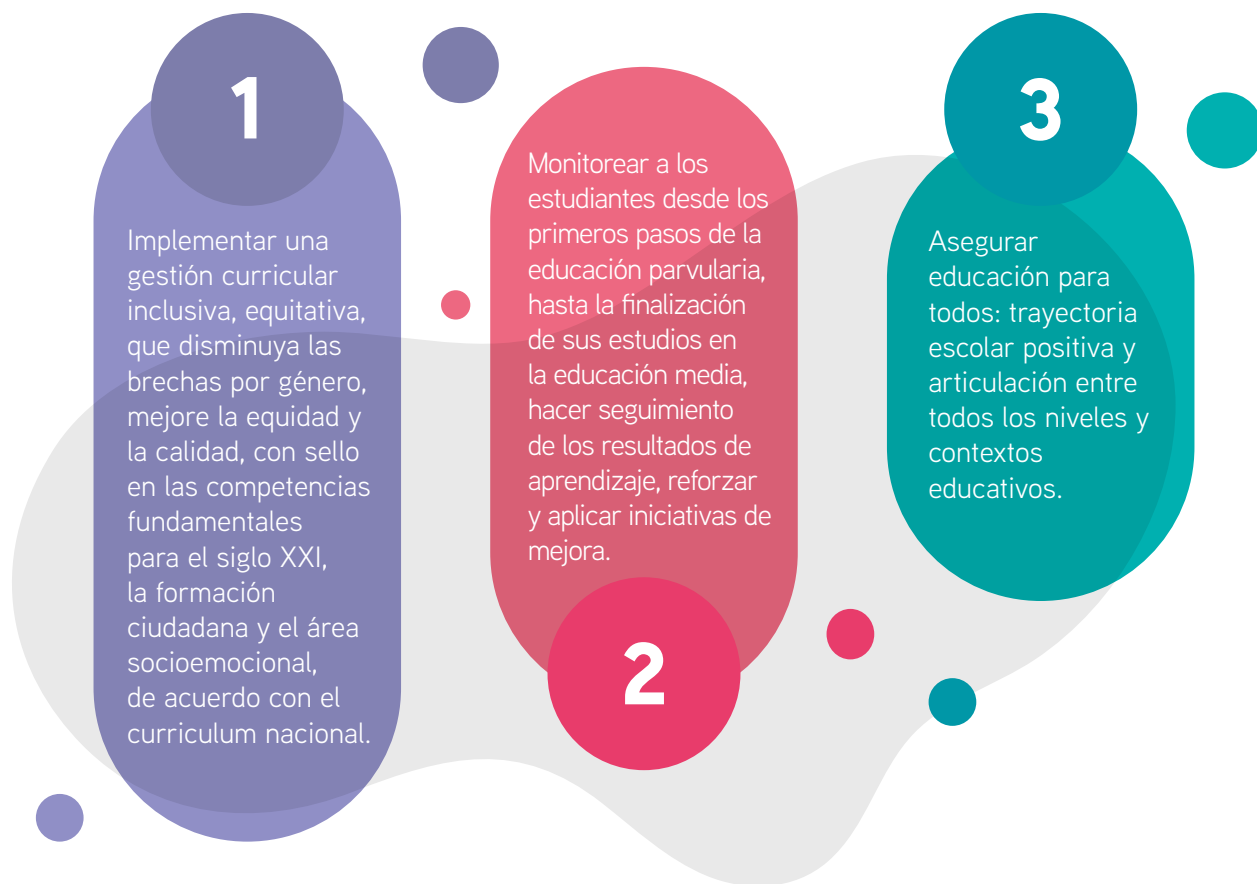 1
Implementar una
gestión curricular
inclusiva, equitativa,
que disminuya las
brechas por género,
mejore la equidad y
la calidad, con sello
en las competencias
fundamentales
para el siglo XXI,
la formación
ciudadana y el área
socioemocional,
de acuerdo con el
curriculum nacional.
Monitorear a los
estudiantes desde los
primeros pasos de la
educación parvularia,
hasta la finalización
de sus estudios en
la educación media,
hacer seguimiento
de los resultados de
aprendizaje, reforzar
y aplicar iniciativas de
mejora.
2
3
Asegurar
educación para
todos: trayectoria
escolar positiva y
articulación entre
todos los niveles y
contextos
educativos.